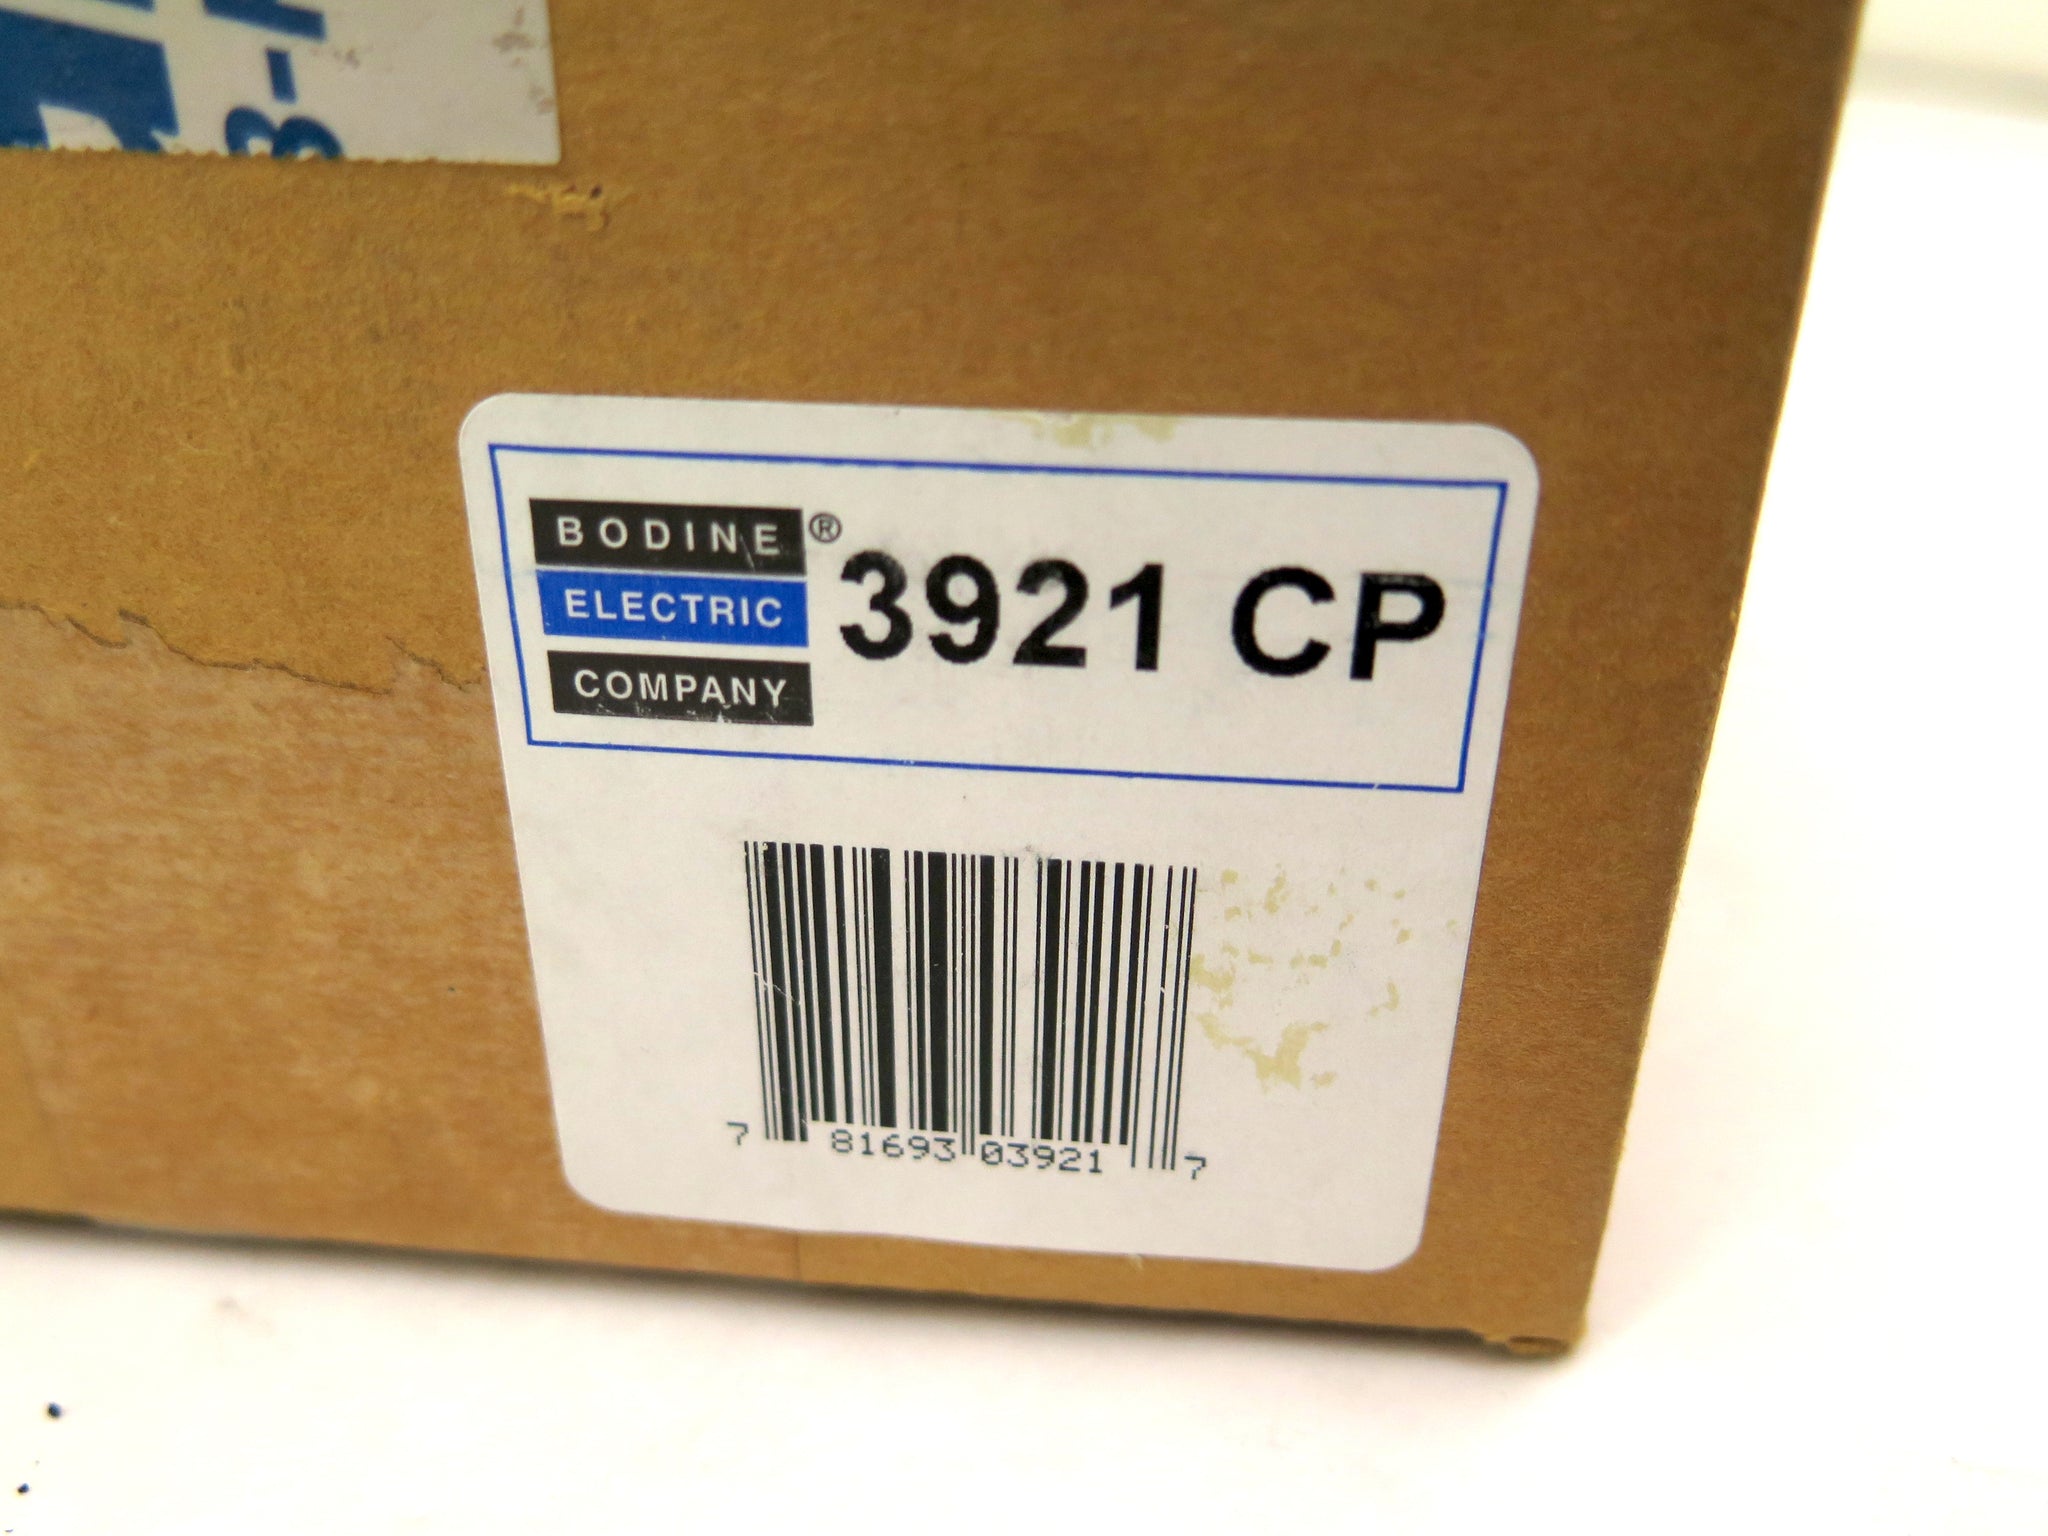 BODINE ®
ELECTRIC
COMPANY
3921 CP
7 81693 03921 7